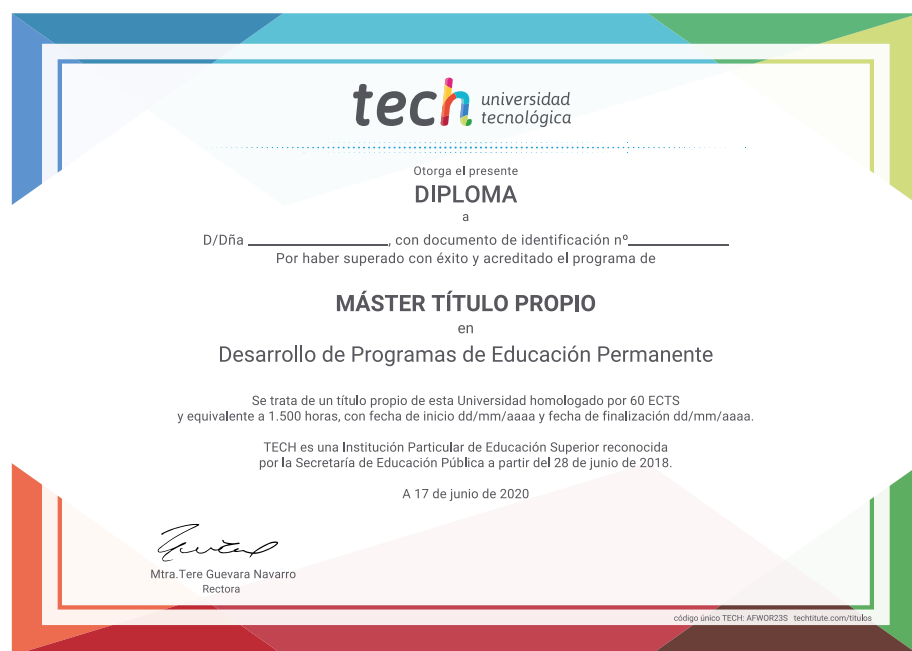 tech universidad tecnológica
Otorga el presente
DIPLOMA
a
D/Dña ____________, con documento de identificación nº____________
Por haber superado con éxito y acreditado el programa de
MÁSTER TÍTULO PROPIO
en
Desarrollo de Programas de Educación Permanente
Se trata de un título propio de esta Universidad homologado por 60 ECTS
y equivalente a 1.500 horas, con fecha de inicio dd/mm/aaaa y fecha de finalización dd/mm/aaaa.
TECH es una Institución Particular de Educación Superior reconocida
por la Secretaría de Educación Pública a partir del 28 de junio de 2018.
A 17 de junio de 2020
Mtra.Tere Guevara Navarro
Rectora
código único TECH: AFWOR23S techtitute.com/titulos